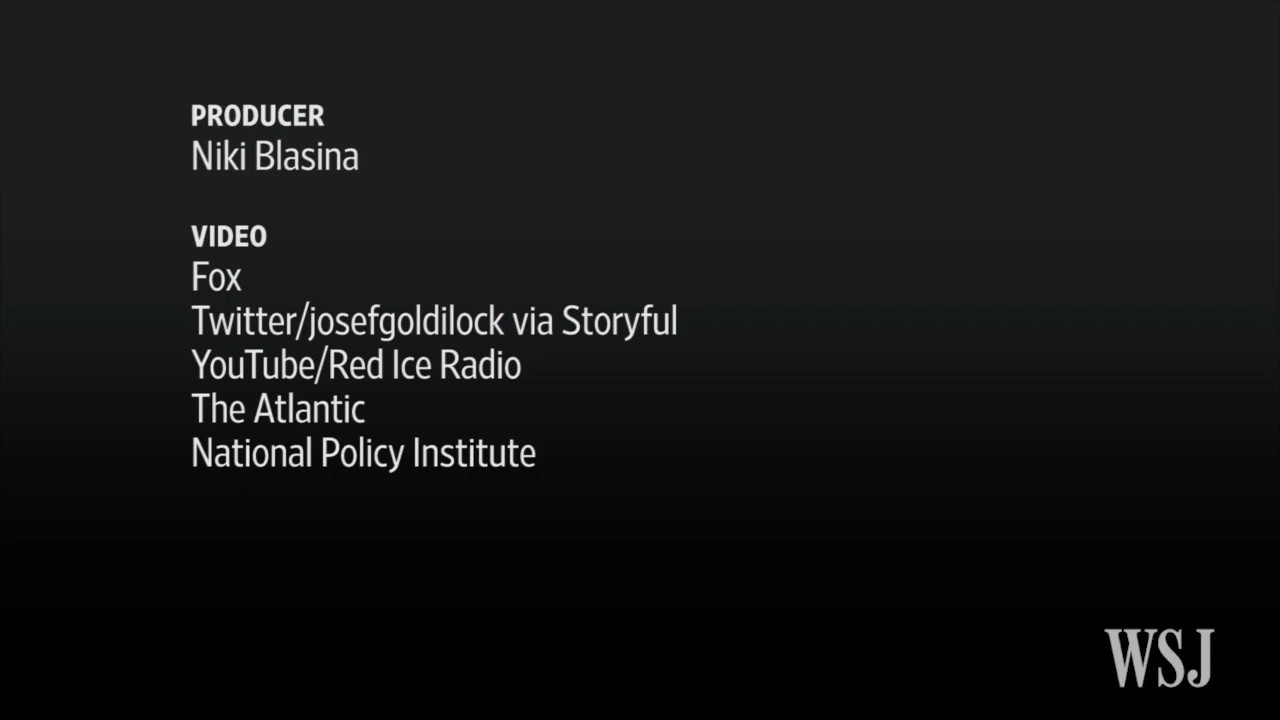 PRODUCER
Niki Blasina
VIDEO
Fox
Twitter/josefgoldilock via Storyful
YouTube/Red Ice Radio
The Atlantic
National Policy Institute
WSJ